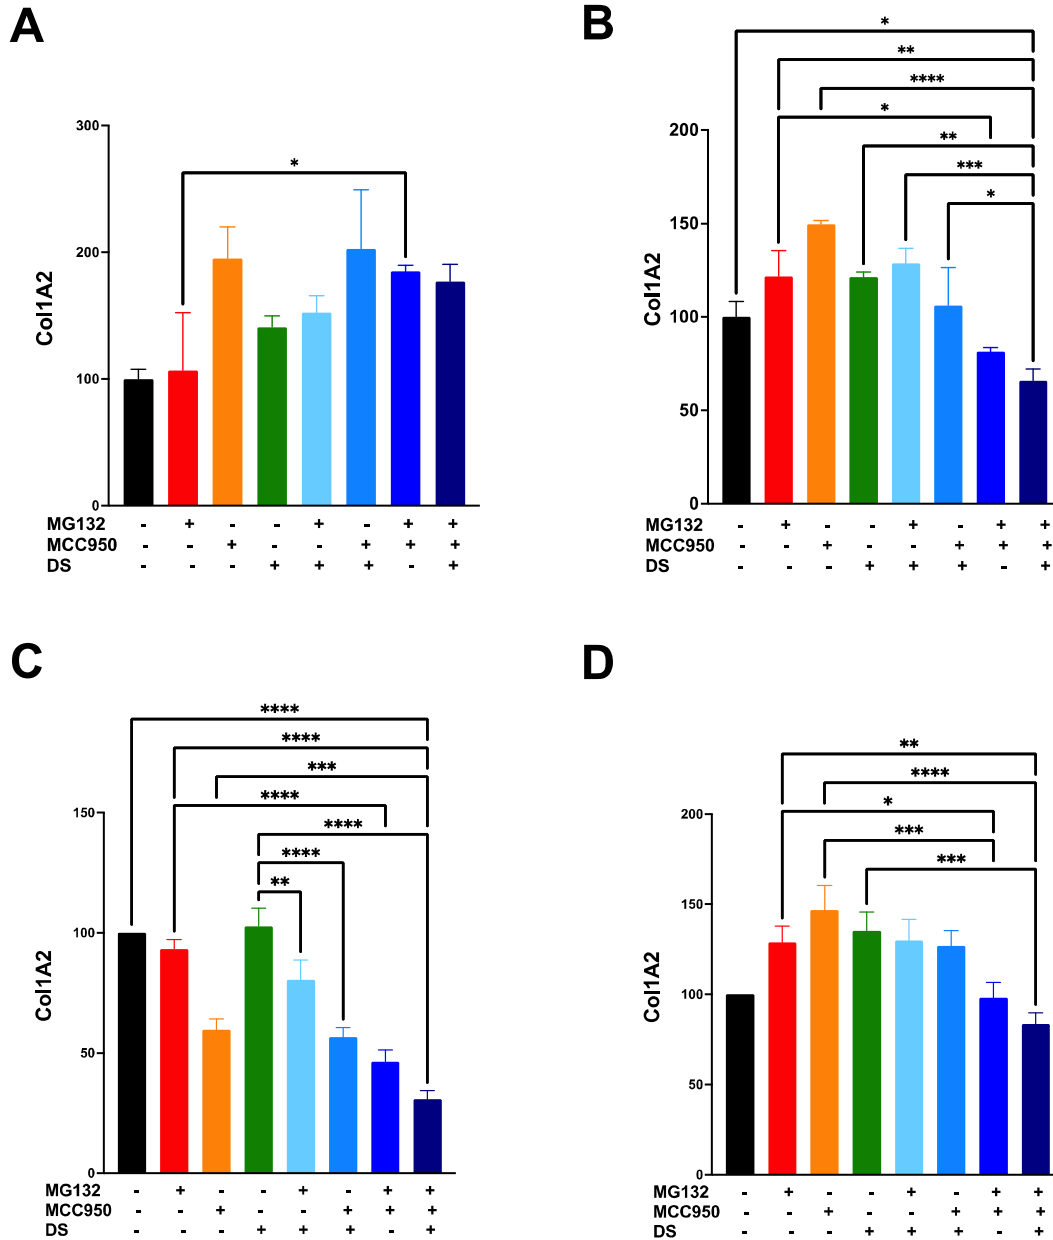 A
*
300
200
100
0
Col1A2
MG132 - + - - + - + +
MCC950 - - + - - + + +
DS - - - + + + - +
B
*
**
****
*
**
***
*
200
150
100
50
0
Col1A2
MG132 - + - - + - + +
MCC950 - - + - - + + +
DS - - - + + + - +
C
****
****
***
****
****
****
**
150
100
50
0
Col1A2
MG132 - + - - + - + +
MCC950 - - + - - + + +
DS - - - + + + - +
D
**
****
*
***
***
200
150
100
50
0
Col1A2
MG132 - + - - + - + +
MCC950 - - + - - + + +
DS - - - + + + - +